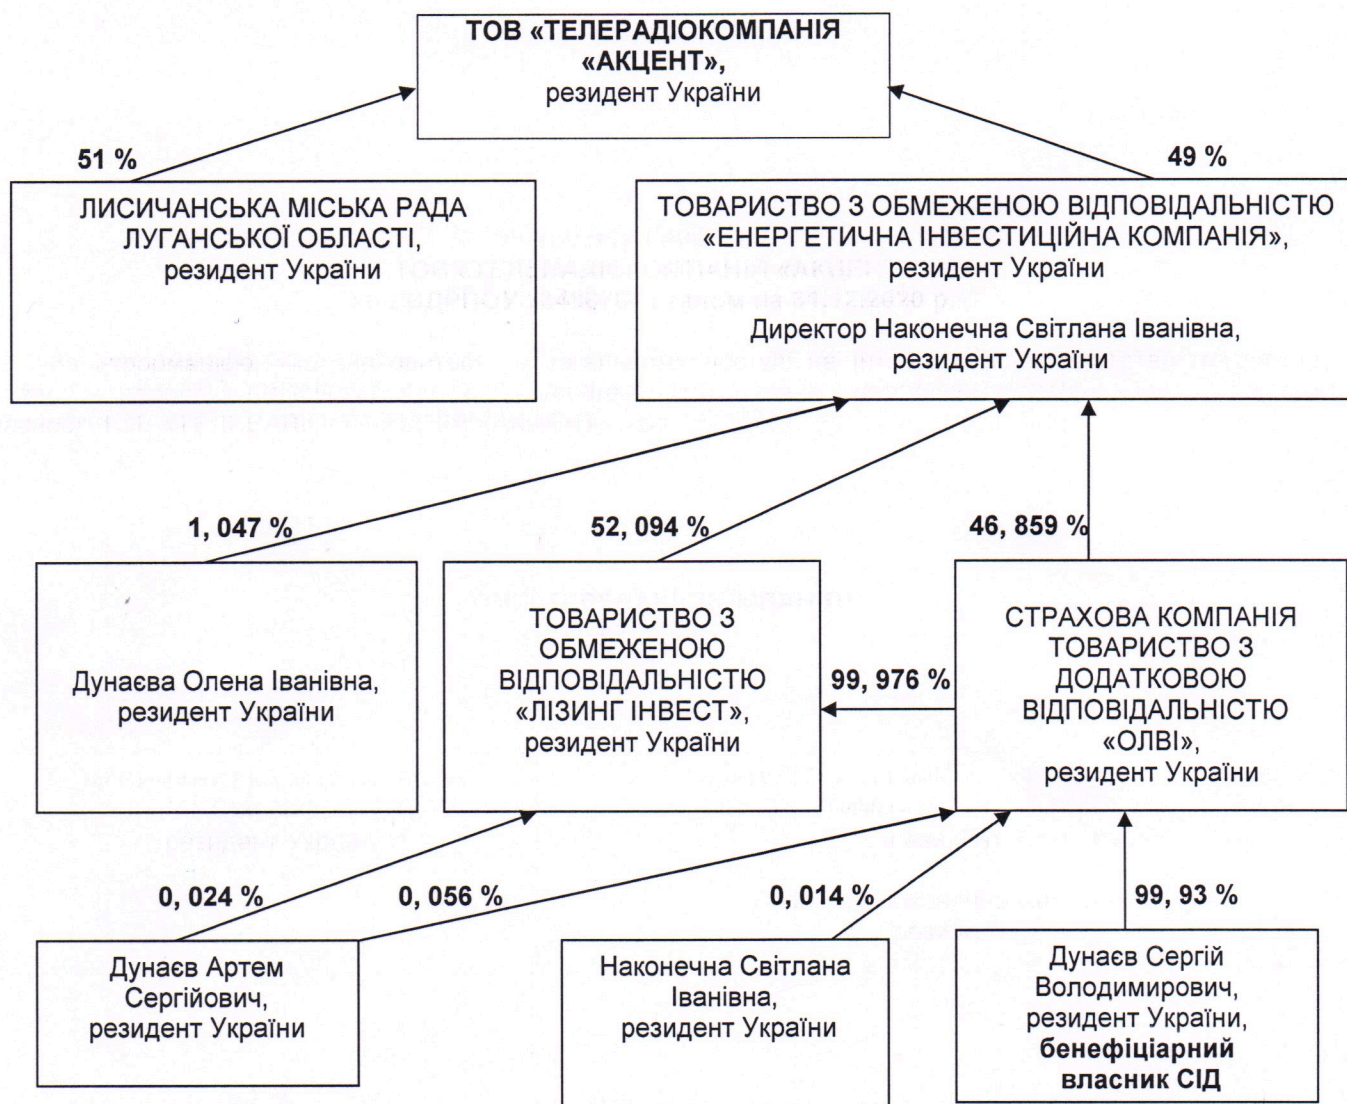 ТОВ «ТЕЛЕРАДІОКОМПАНІЯ
«АКЦЕНТ»,
резидент України
51 %
49 %
ЛИСИЧАНСЬКА МІСЬКА РАДА
ЛУГАНСЬКОЇ ОБЛАСТІ,
резидент України
ТОВАРИСТВО З ОБМЕЖЕНОЮ ВІДПОВІДАЛЬНІСТЮ
«ЕНЕРГЕТИЧНА ІНВЕСТИЦІЙНА КОМПАНІЯ»,
резидент України
Директор Наконечна Світлана Іванівна,
резидент України
1, 047 %
52, 094 %
46, 859 %
Дунаєва Олена Іванівна,
резидент України
ТОВАРИСТВО З
ОБМЕЖЕНОЮ
ВІДПОВІДАЛЬНІСТЮ
«ЛІЗИНГ ІНВЕСТ»,
резидент України
99, 976 %
СТРАХОВА КОМПАНІЯ
ТОВАРИСТВО З
ДОДАТКОВОЮ
ВІДПОВІДАЛЬНІСТЮ
«ОЛВІ»,
резидент України
0, 024 %
0, 056 %
0, 014 %
99, 93 %
Дунаєв Артем
Сергійович,
резидент України
Наконечна Світлана
Іванівна,
резидент України
Дунаєв Сергій
Володимирович,
резидент України,
бенефіціарний
власник СІД